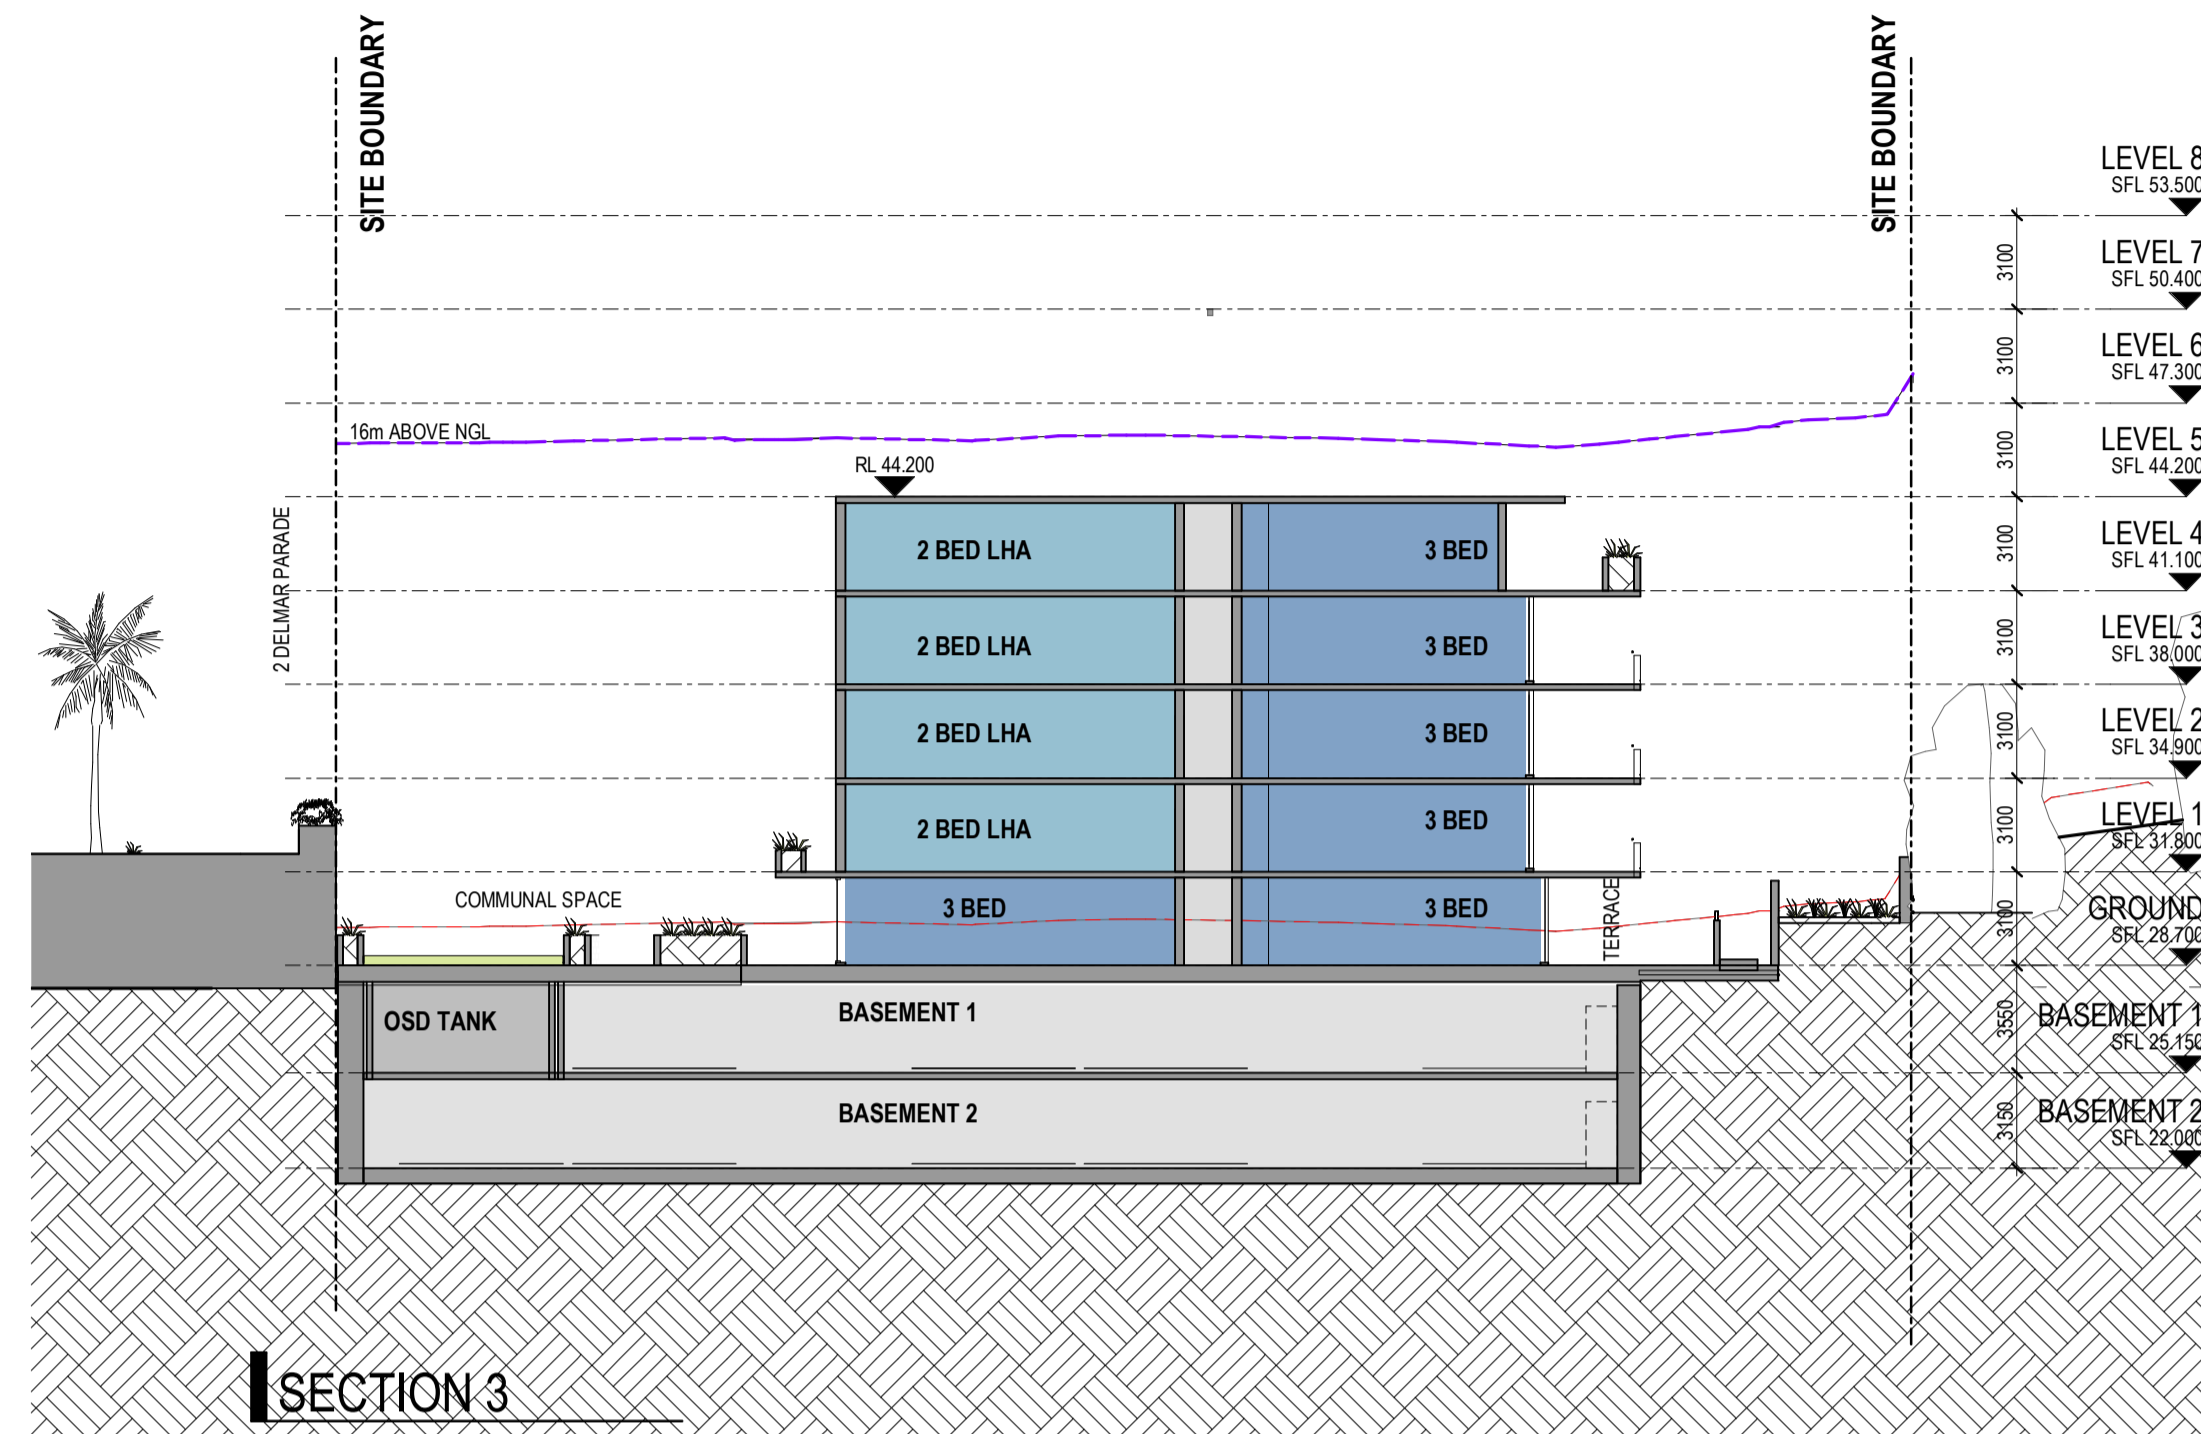 SITE BOUNDARY
SITE BOUNDARY
LEVEL 8
SFL 53.500
3100
LEVEL 7
SFL 50.400
3100
LEVEL 6
SFL 47.300
16m ABOVE NGL
3100
LEVEL 5
SFL 44.200
RL 44.200
2 DELMAR PARADE
2 BED LHA
3 BED
3100
LEVEL 4
SFL 41.100
2 BED LHA
3 BED
3100
LEVEL 3
SFL 38.000
2 BED LHA
3 BED
3100
LEVEL 2
SFL 34.900
2 BED LHA
3 BED
3100
LEVEL 1
SFL 31.800
COMMUNAL SPACE
3 BED
3 BED
TERRACE
3100
GROUND
SFL 28.700
OSD TANK
BASEMENT 1
3550
BASEMENT 1
SFL 25.150
BASEMENT 2
3150
BASEMENT 2
SFL 22.000
SECTION 3